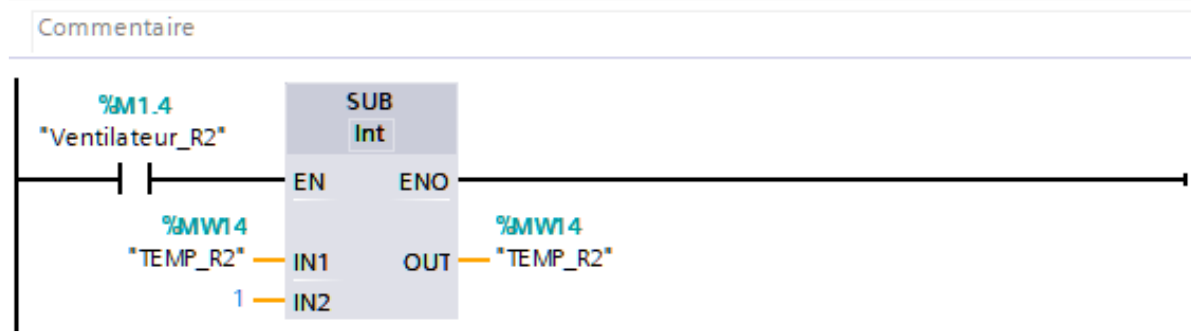 Commentaire
%M1.4
"Ventilateur_R2"
SUB
Int
EN ENO
%MW14
"TEMP_R2"
IN1
OUT
%MW14
"TEMP_R2"
1
IN2